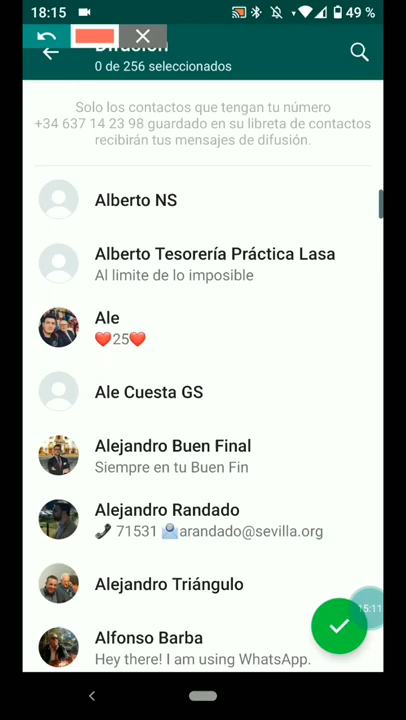 18:15
49 %
Difusión
0 de 256 seleccionados
Solo los contactos que tengan tu número
+34 637 14 23 98 guardado en su libreta de contactos
recibirán tus mensajes de difusión.
Alberto NS
Alberto Tesorería Práctica Lasa
Al limite de lo imposible
Ale
❤️25❤️
Ale Cuesta GS
Alejandro Buen Final
Siempre en tu Buen Fin
Alejandro Randado
📞 71531 📩arandado@sevilla.org
Alejandro Triángulo
15:11
Alfonso Barba
Hey there! I am using WhatsApp.